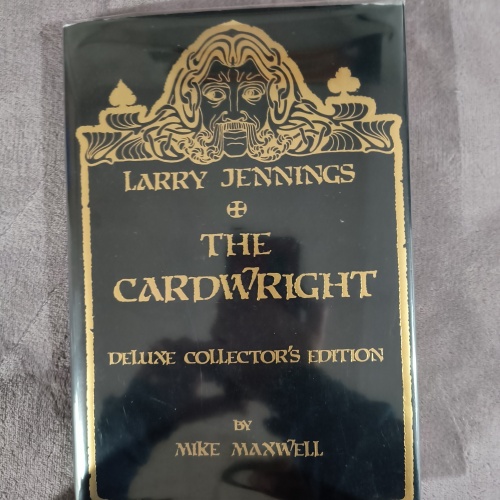 LARRY JENNINGS
THE
CARDWRIGHT
DELUXE COLLECTOR'S EDITION
BY
MIKE MAXWELL